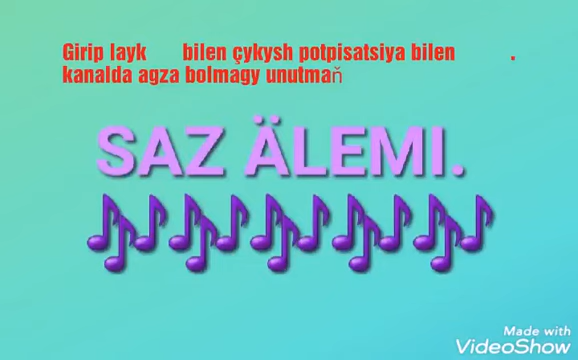 Girip layk bilen çykysh potpisatsiya bilen .
kanalda agza bolmagy unutmaň
SAZ ÄLEMI.
Made with
VideoShow